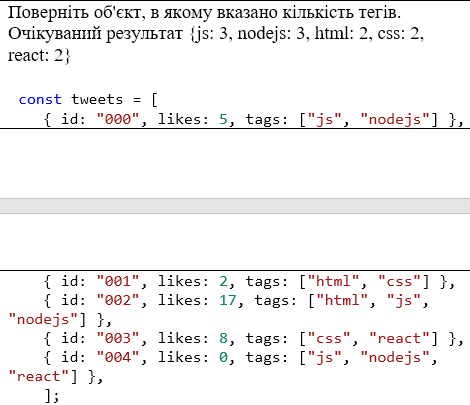 Поверніть об'єкт, в якому вказано кількість тегів.
Очікуваний результат {js: 3, nodejs: 3, html: 2, css: 2,
react: 2}
const tweets = [
{ id: "000", likes: 5, tags: ["js", "nodejs"] },
{ id: "001", likes: 2, tags: ["html", "css"] },
{ id: "002", likes: 17, tags: ["html", "js",
"nodejs"] },
{ id: "003", likes: 8, tags: ["css", "react"] },
{ id: "004", likes: 0, tags: ["js", "nodejs",
"react"] },
];